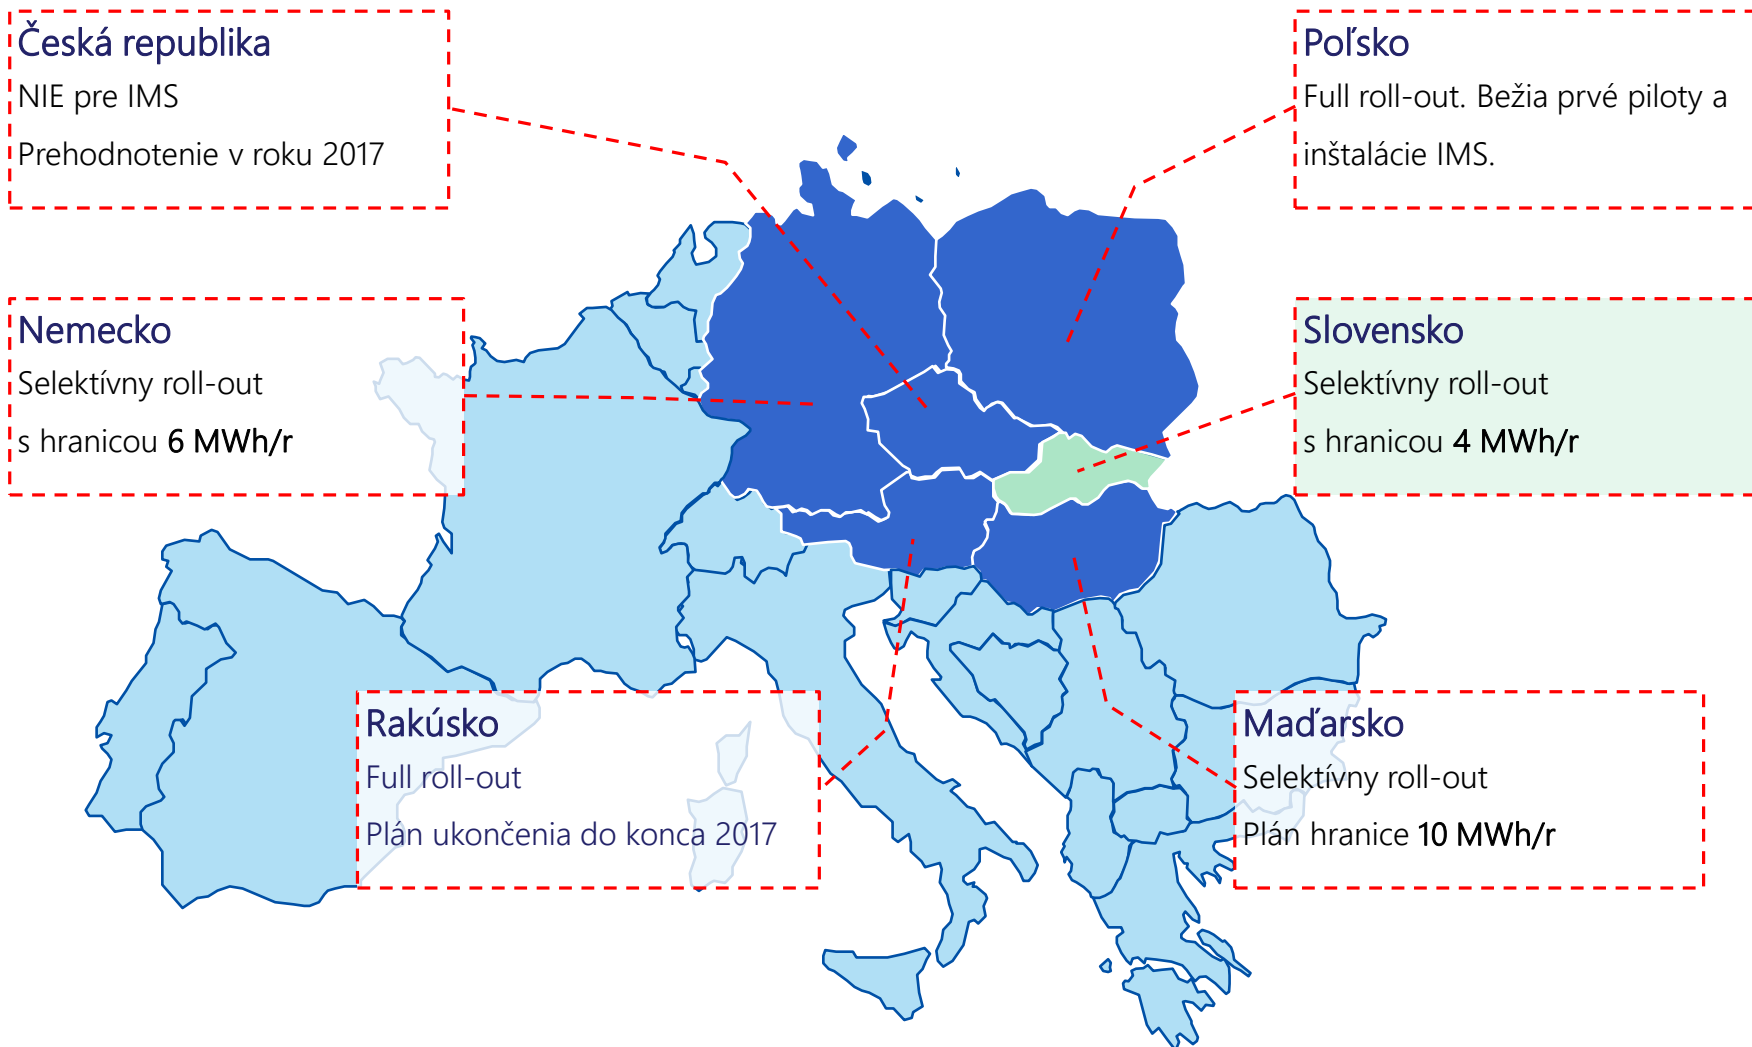 Česká republika
NIE pre IMS
Prehodnotenie v roku 2017
Poľsko
Full roll-out. Bežia prvé piloty a
inštalácie IMS.
Nemecko
Selektívny roll-out
s hranicou 6 MWh/r
Slovensko
Selektívny roll-out
s hranicou 4 MWh/r
Rakúsko
Full roll-out
Plán ukončenia do konca 2017
Maďarsko
Selektívny roll-out
Plán hranice 10 MWh/r